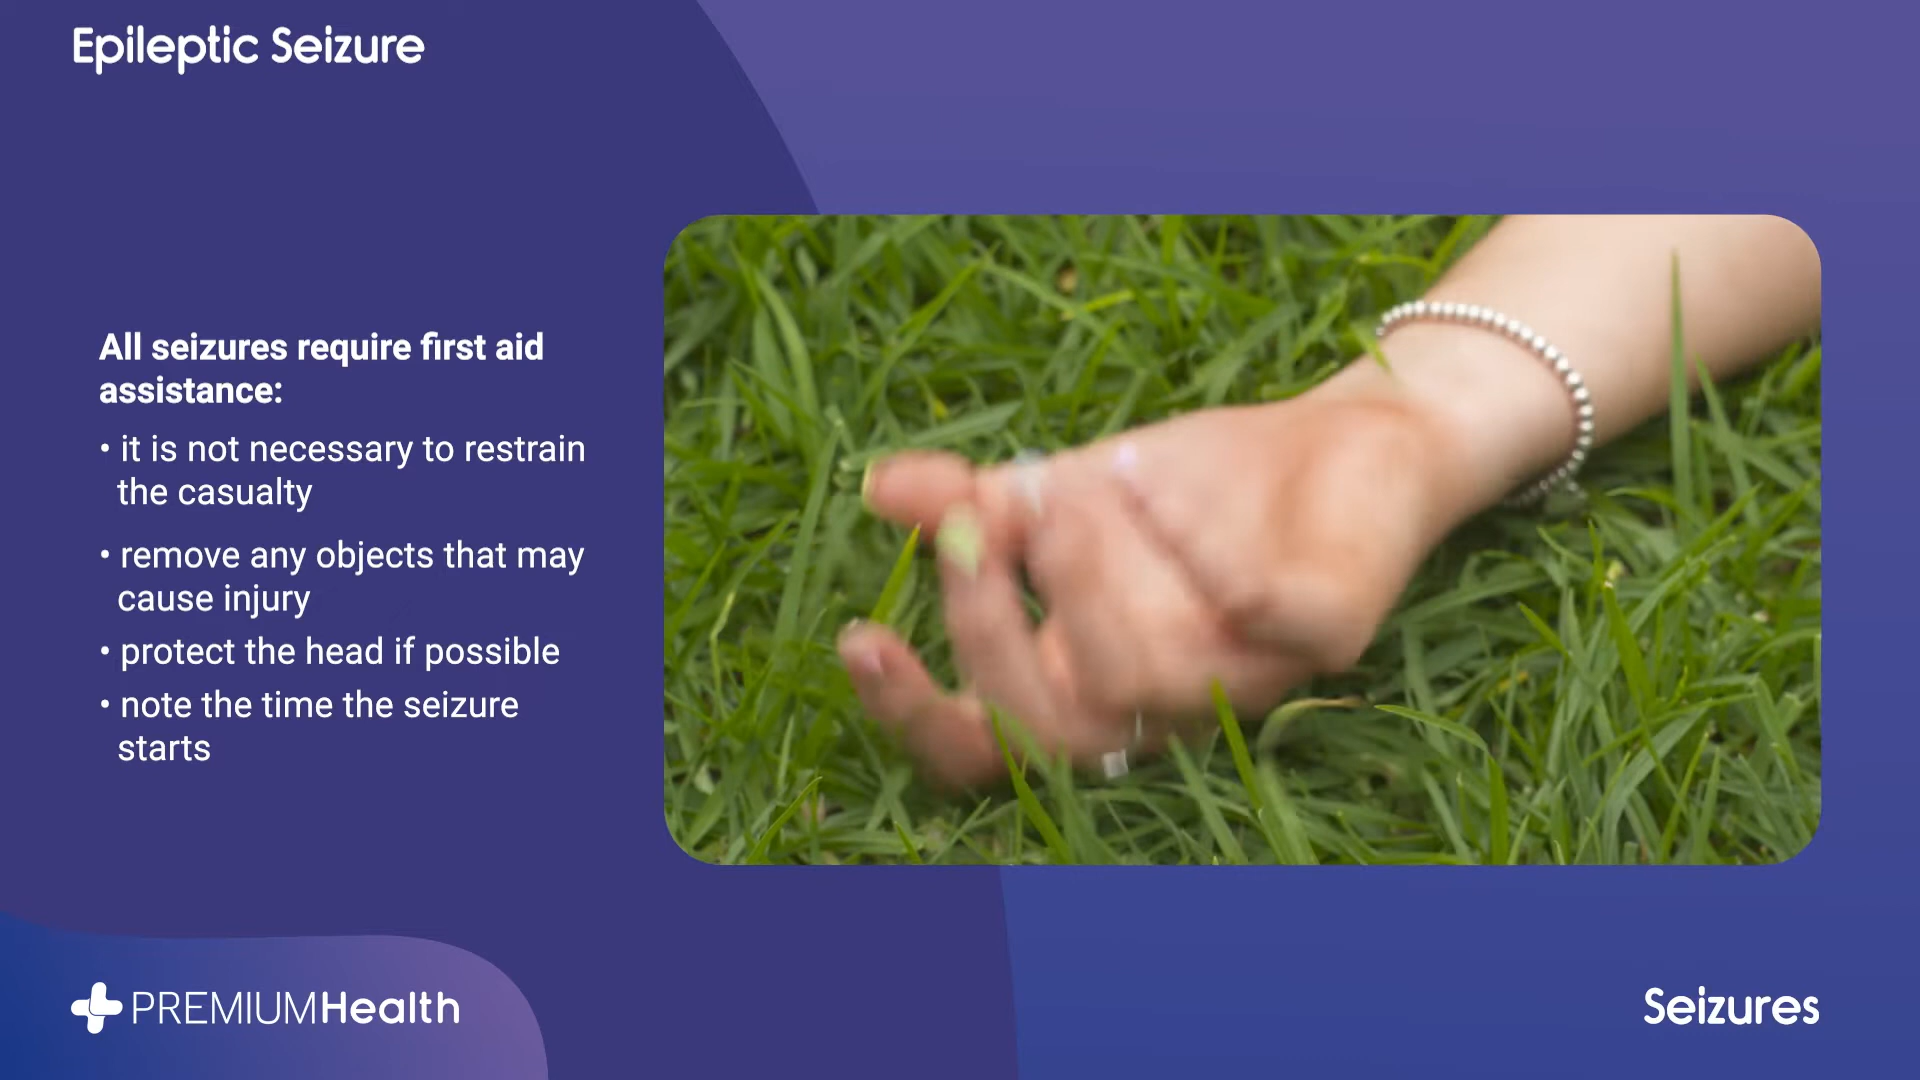 Epileptic Seizure
All seizures require first aid
assistance:
• it is not necessary to restrain
the casualty
• remove any objects that may
cause injury
• protect the head if possible
• note the time the seizure
starts
PREMIUMHealth
Seizures